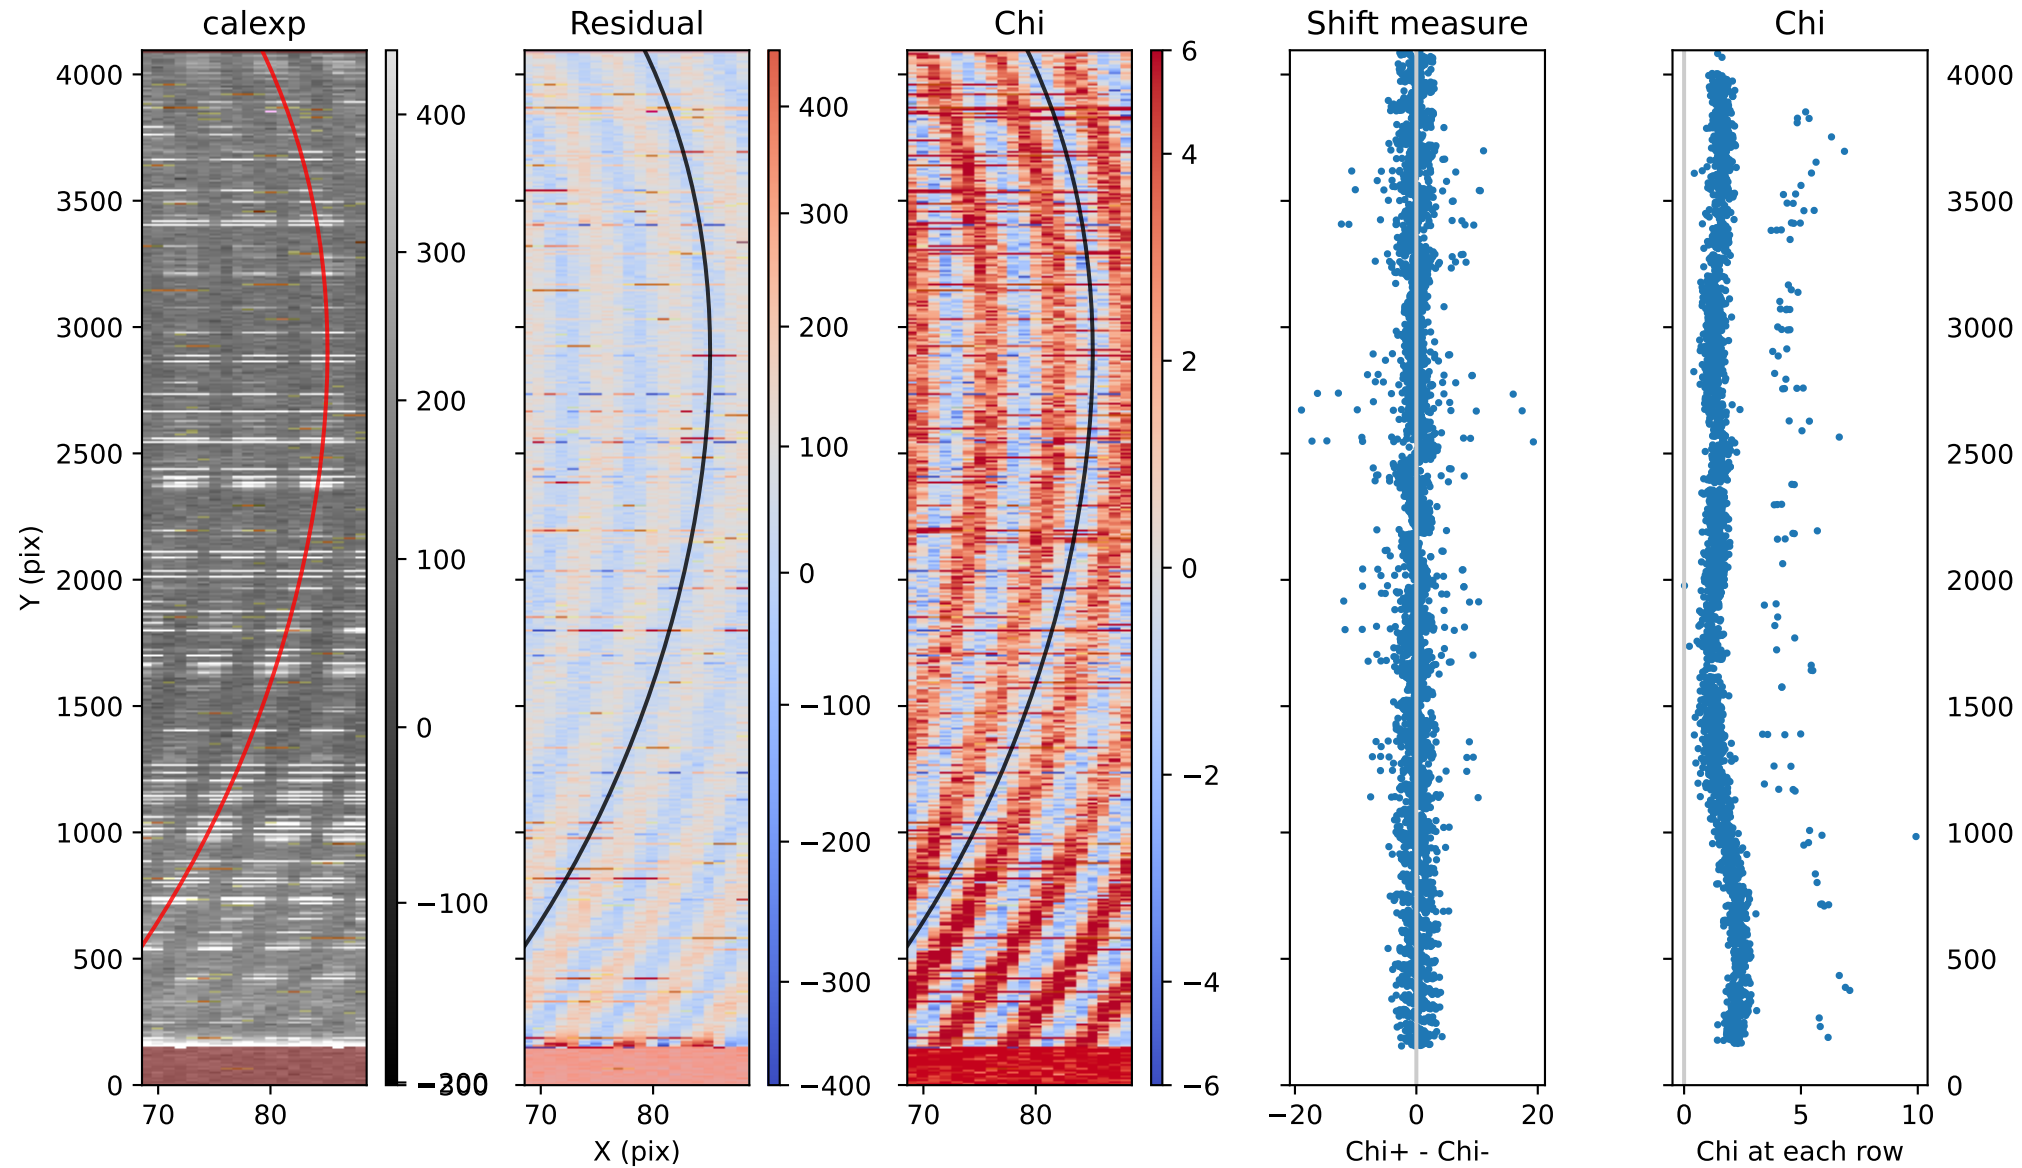 calexp Residual Chi Shift measure Chi
4000 3500 3000 2500 2000 1500 1000 500 0
Y (pix)
70 80
400 300 200 100 0 −100 −200
70 80
X (pix)
400 300 200 100 0 −100 −200 −300 −400
70 80
6 4 2 0 −2 −4 −6
−20 0 20
Chi+ - Chi-
0 5 10
Chi at each row
4000 3500 3000 2500 2000 1500 1000 500 0